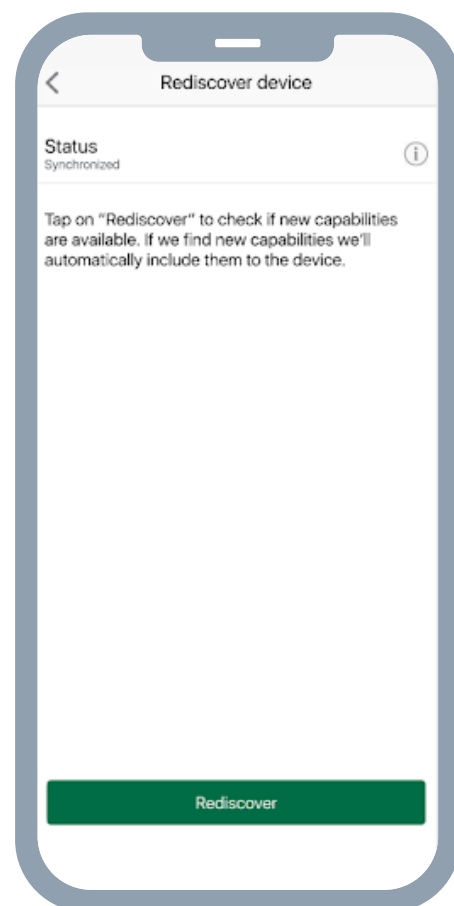 Rediscover device
Status
Synchronized
Tap on “Rediscover” to check if new capabilities
are available. If we find new capabilities we’ll
automatically include them to the device.
Rediscover